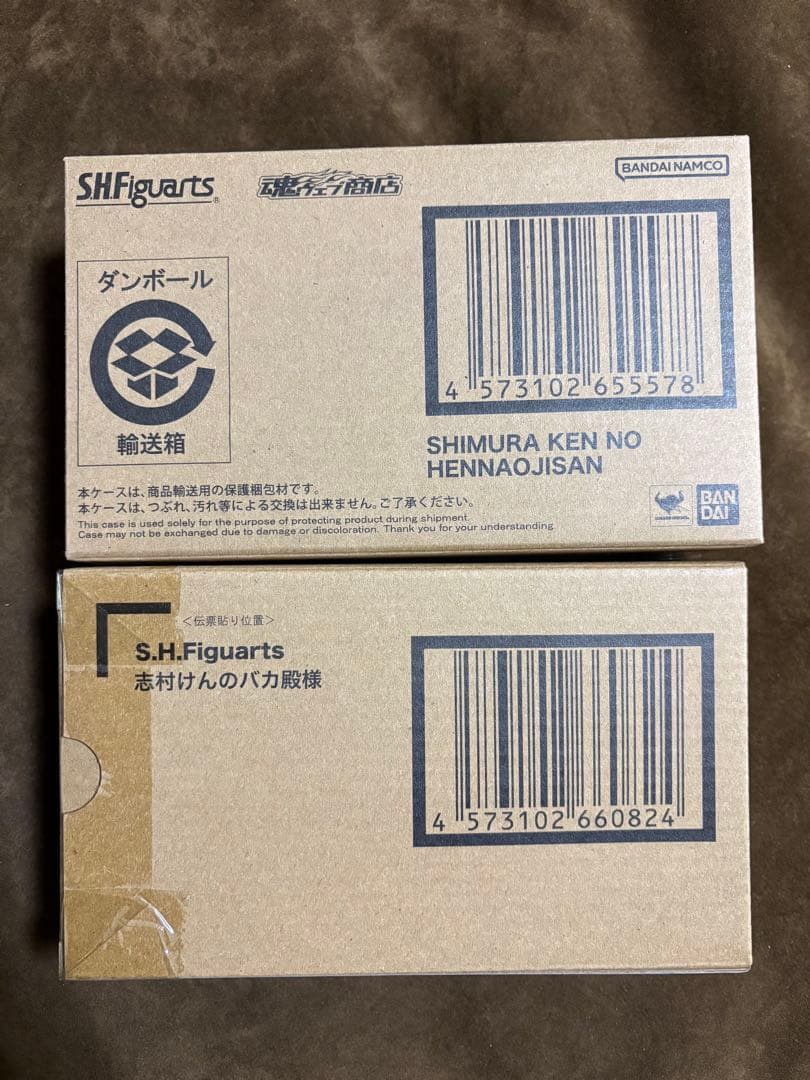 S.H.Figuarts®
魂ウェブ商店
BANDAI NAMCO
ダンボール
輸送箱
4 573102 655578
SHIMURA KEN NO
HENNAOJISAN
本ケースは、商品輸送用の保護梱包材です。
本ケースは、つぶれ、汚れ等による交換は出来ません。ご了承ください。
This case is used solely for the purpose of protecting product during shipment.
Case may not be exchanged due to damage or discoloration. Thank you for your understanding.
BAN
DAI
<伝票貼り位置>
S.H.Figuarts
志村けんのバカ殿様
4 573102 660824